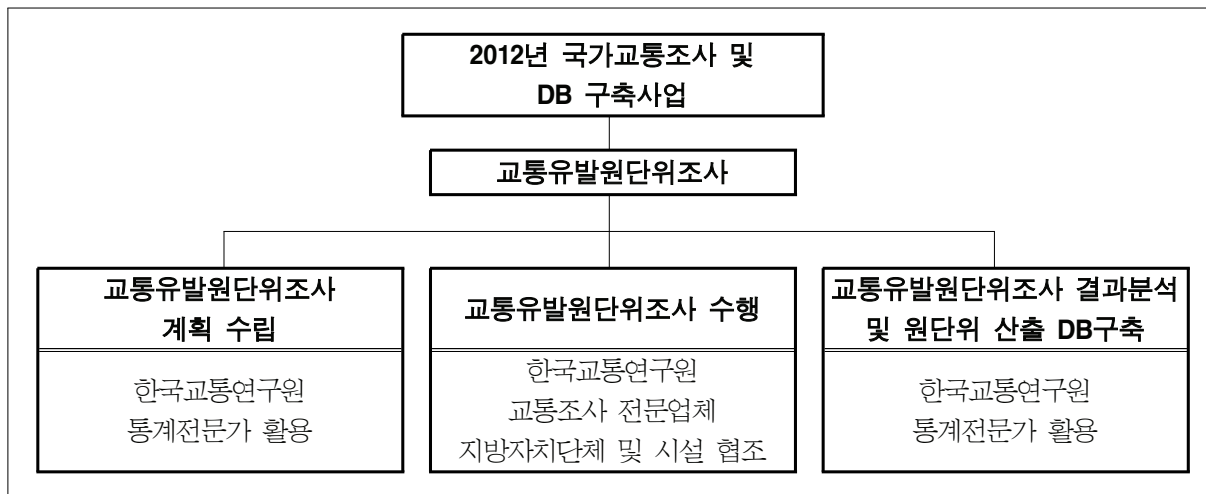 2012년 국가교통조사 및
DB 구축사업
교통유발원단위조사
교통유발원단위조사
계획 수립
한국교통연구원
통계전문가 활용
교통유발원단위조사 수행
한국교통연구원
교통조사 전문업체
지방자치단체 및 시설 협조
교통유발원단위조사 결과분석
및 원단위 산출 DB구축
한국교통연구원
통계전문가 활용